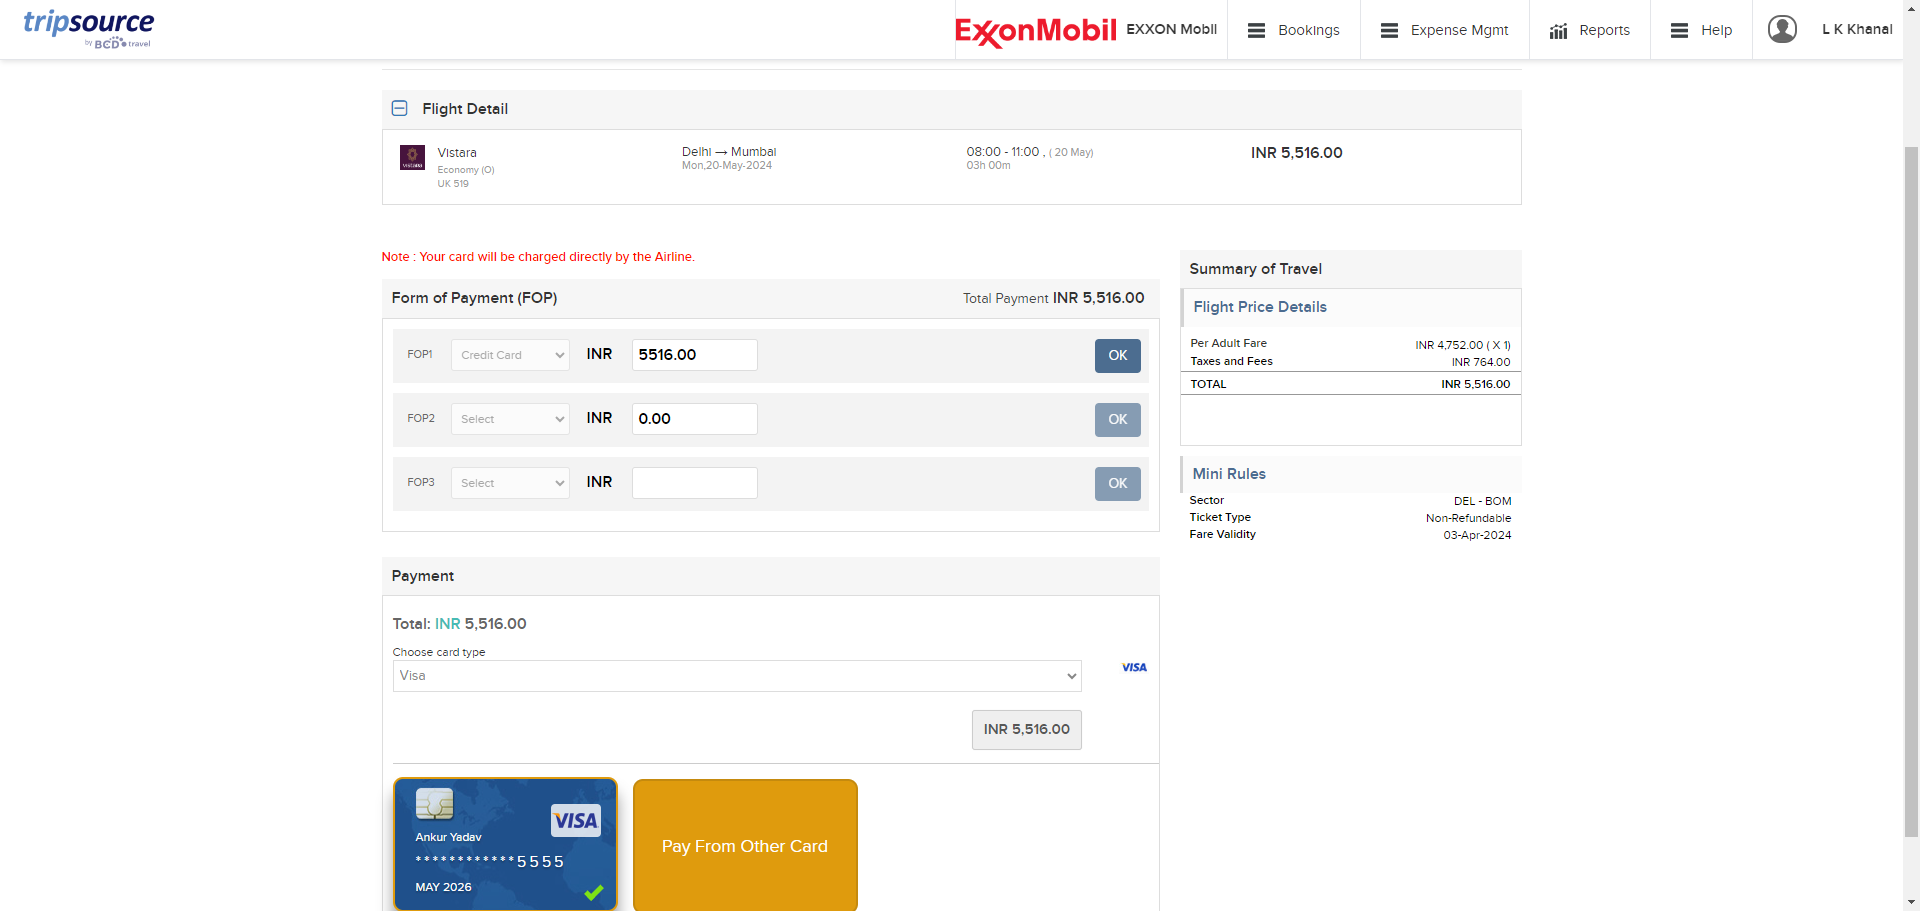 tripsource
by BCD travel
ExxonMobil
EXXON Mobil
Bookings
Expense Mgmt
Reports
Help
L K Khanal
Flight Detail
vistara
Vistara
Economy (O)
UK 519
Delhi → Mumbai
Mon,20-May-2024
08:00 - 11:00 , ( 20 May)
03h 00m
INR 5,516.00
Note : Your card will be charged directly by the Airline.
Form of Payment (FOP)
Total Payment INR 5,516.00
FOP1
Credit Card
INR
5516.00
OK
FOP2
Select
INR
0.00
OK
FOP3
Select
INR
OK
Summary of Travel
Flight Price Details
Per Adult Fare
INR 4,752.00 ( X 1)
Taxes and Fees
INR 764.00
TOTAL
INR 5,516.00
Mini Rules
Sector
DEL - BOM
Ticket Type
Non-Refundable
Fare Validity
03-Apr-2024
Payment
Total: INR 5,516.00
Choose card type
Visa
VISA
INR 5,516.00
VISA
Ankur Yadav
************5555
MAY 2026
Pay From Other Card